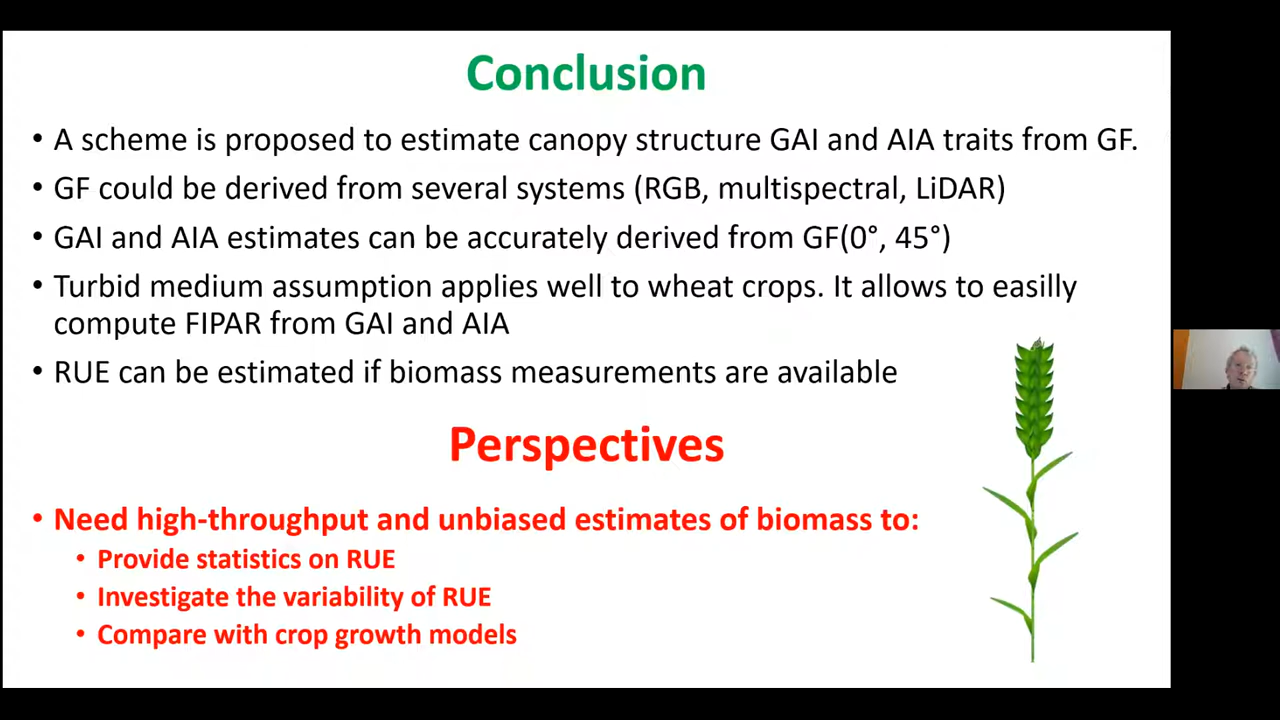 Conclusion
• A scheme is proposed to estimate canopy structure GAI and AIA traits from GF.
• GF could be derived from several systems (RGB, multispectral, LiDAR)
• GAI and AIA estimates can be accurately derived from GF(0°, 45°)
• Turbid medium assumption applies well to wheat crops. It allows to easilly
compute FIPAR from GAI and AIA
• RUE can be estimated if biomass measurements are available
Perspectives
• Need high-throughput and unbiased estimates of biomass to:
• Provide statistics on RUE
• Investigate the variability of RUE
• Compare with crop growth models